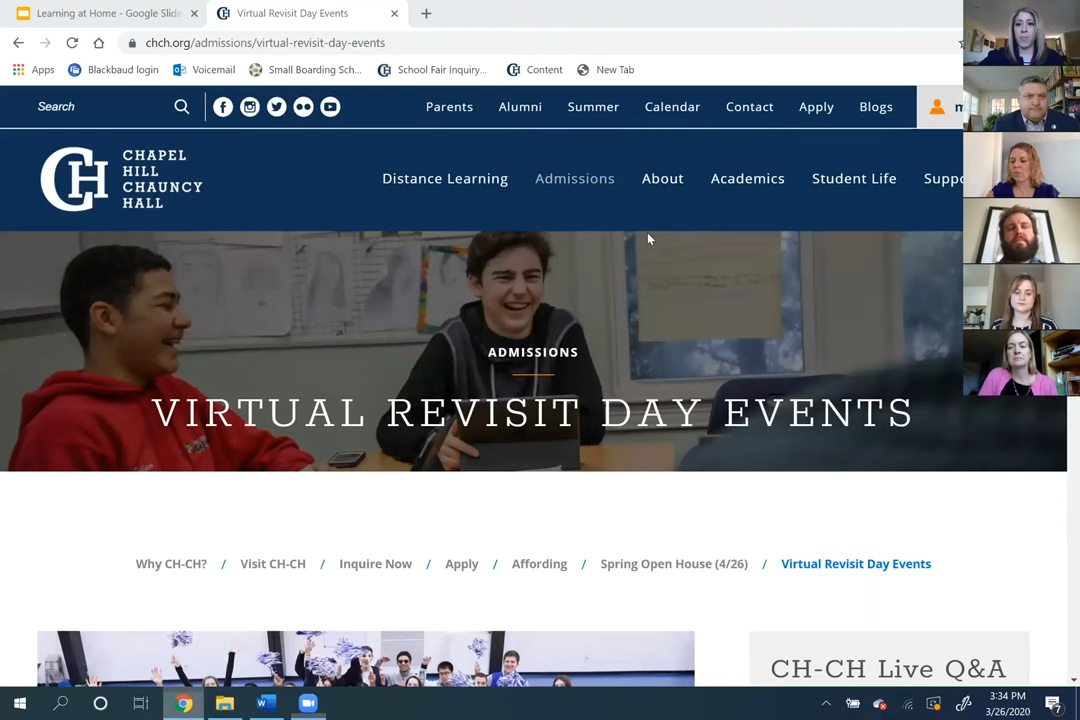 Learning at Home - Google Slide
Virtual Revisit Day Events
chch.org/admissions/virtual-revisit-day-events
Apps
Blackbaud login
Voicemail
Small Boarding Sch...
School Fair Inquiry...
Content
New Tab
Search
Parents
Alumni
Summer
Calendar
Contact
Apply
Blogs
CH
CHAPEL
HILL
CHAUNCY
HALL
Distance Learning
Admissions
About
Academics
Student Life
Suppo
ADMISSIONS
VIRTUAL REVISIT DAY EVENTS
Why CH-CH? / Visit CH-CH / Inquire Now / Apply / Affording / Spring Open House (4/26) / Virtual Revisit Day Events
CH-CH Live Q&A
3:34 PM
3/26/2020
7